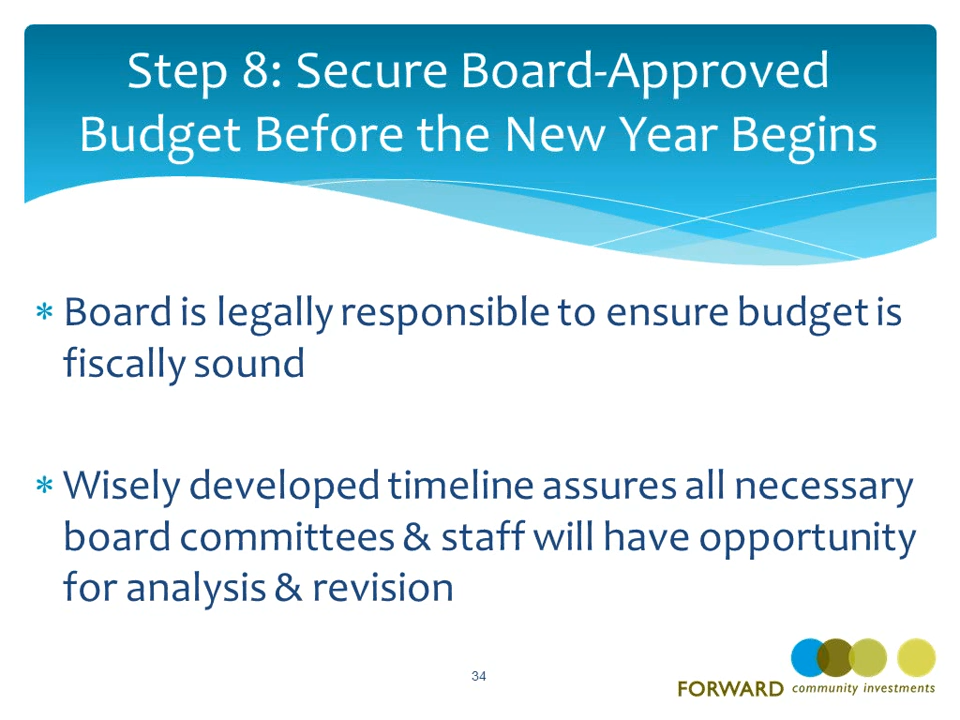 Step 8: Secure Board-Approved
Budget Before the New Year Begins
* Board is legally responsible to ensure budget is
fiscally sound
* Wisely developed timeline assures all necessary
board committees & staff will have opportunity
for analysis & revision
34
FORWARD community investments